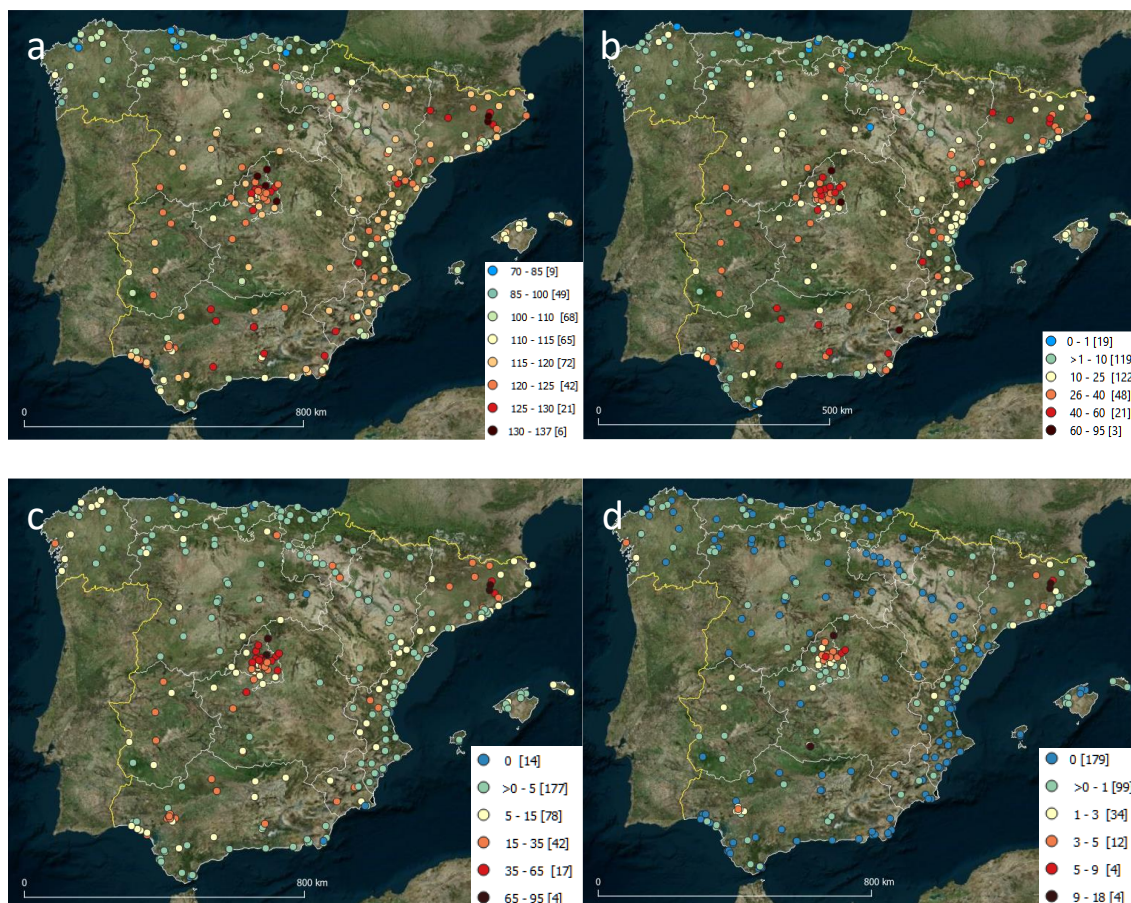 a
70 - 85 [9]
85 - 100 [49]
100 - 110 [68]
110 - 115 [65]
115 - 120 [72]
120 - 125 [42]
125 - 130 [21]
130 - 137 [6]
0 800 km
b
0 - 1 [19]
>1 - 10 [119
10 - 25 [122
26 - 40 [48]
40 - 60 [21]
60 - 95 [3]
0 500 km
c
0 [14]
>0 - 5 [177]
5 - 15 [78]
15 - 35 [42]
35 - 65 [17]
65 - 95 [4]
0 800 km
d
0 [179]
>0 - 1 [99]
1 - 3 [34]
3 - 5 [12]
5 - 9 [4]
9 - 18 [4]
0 800 km